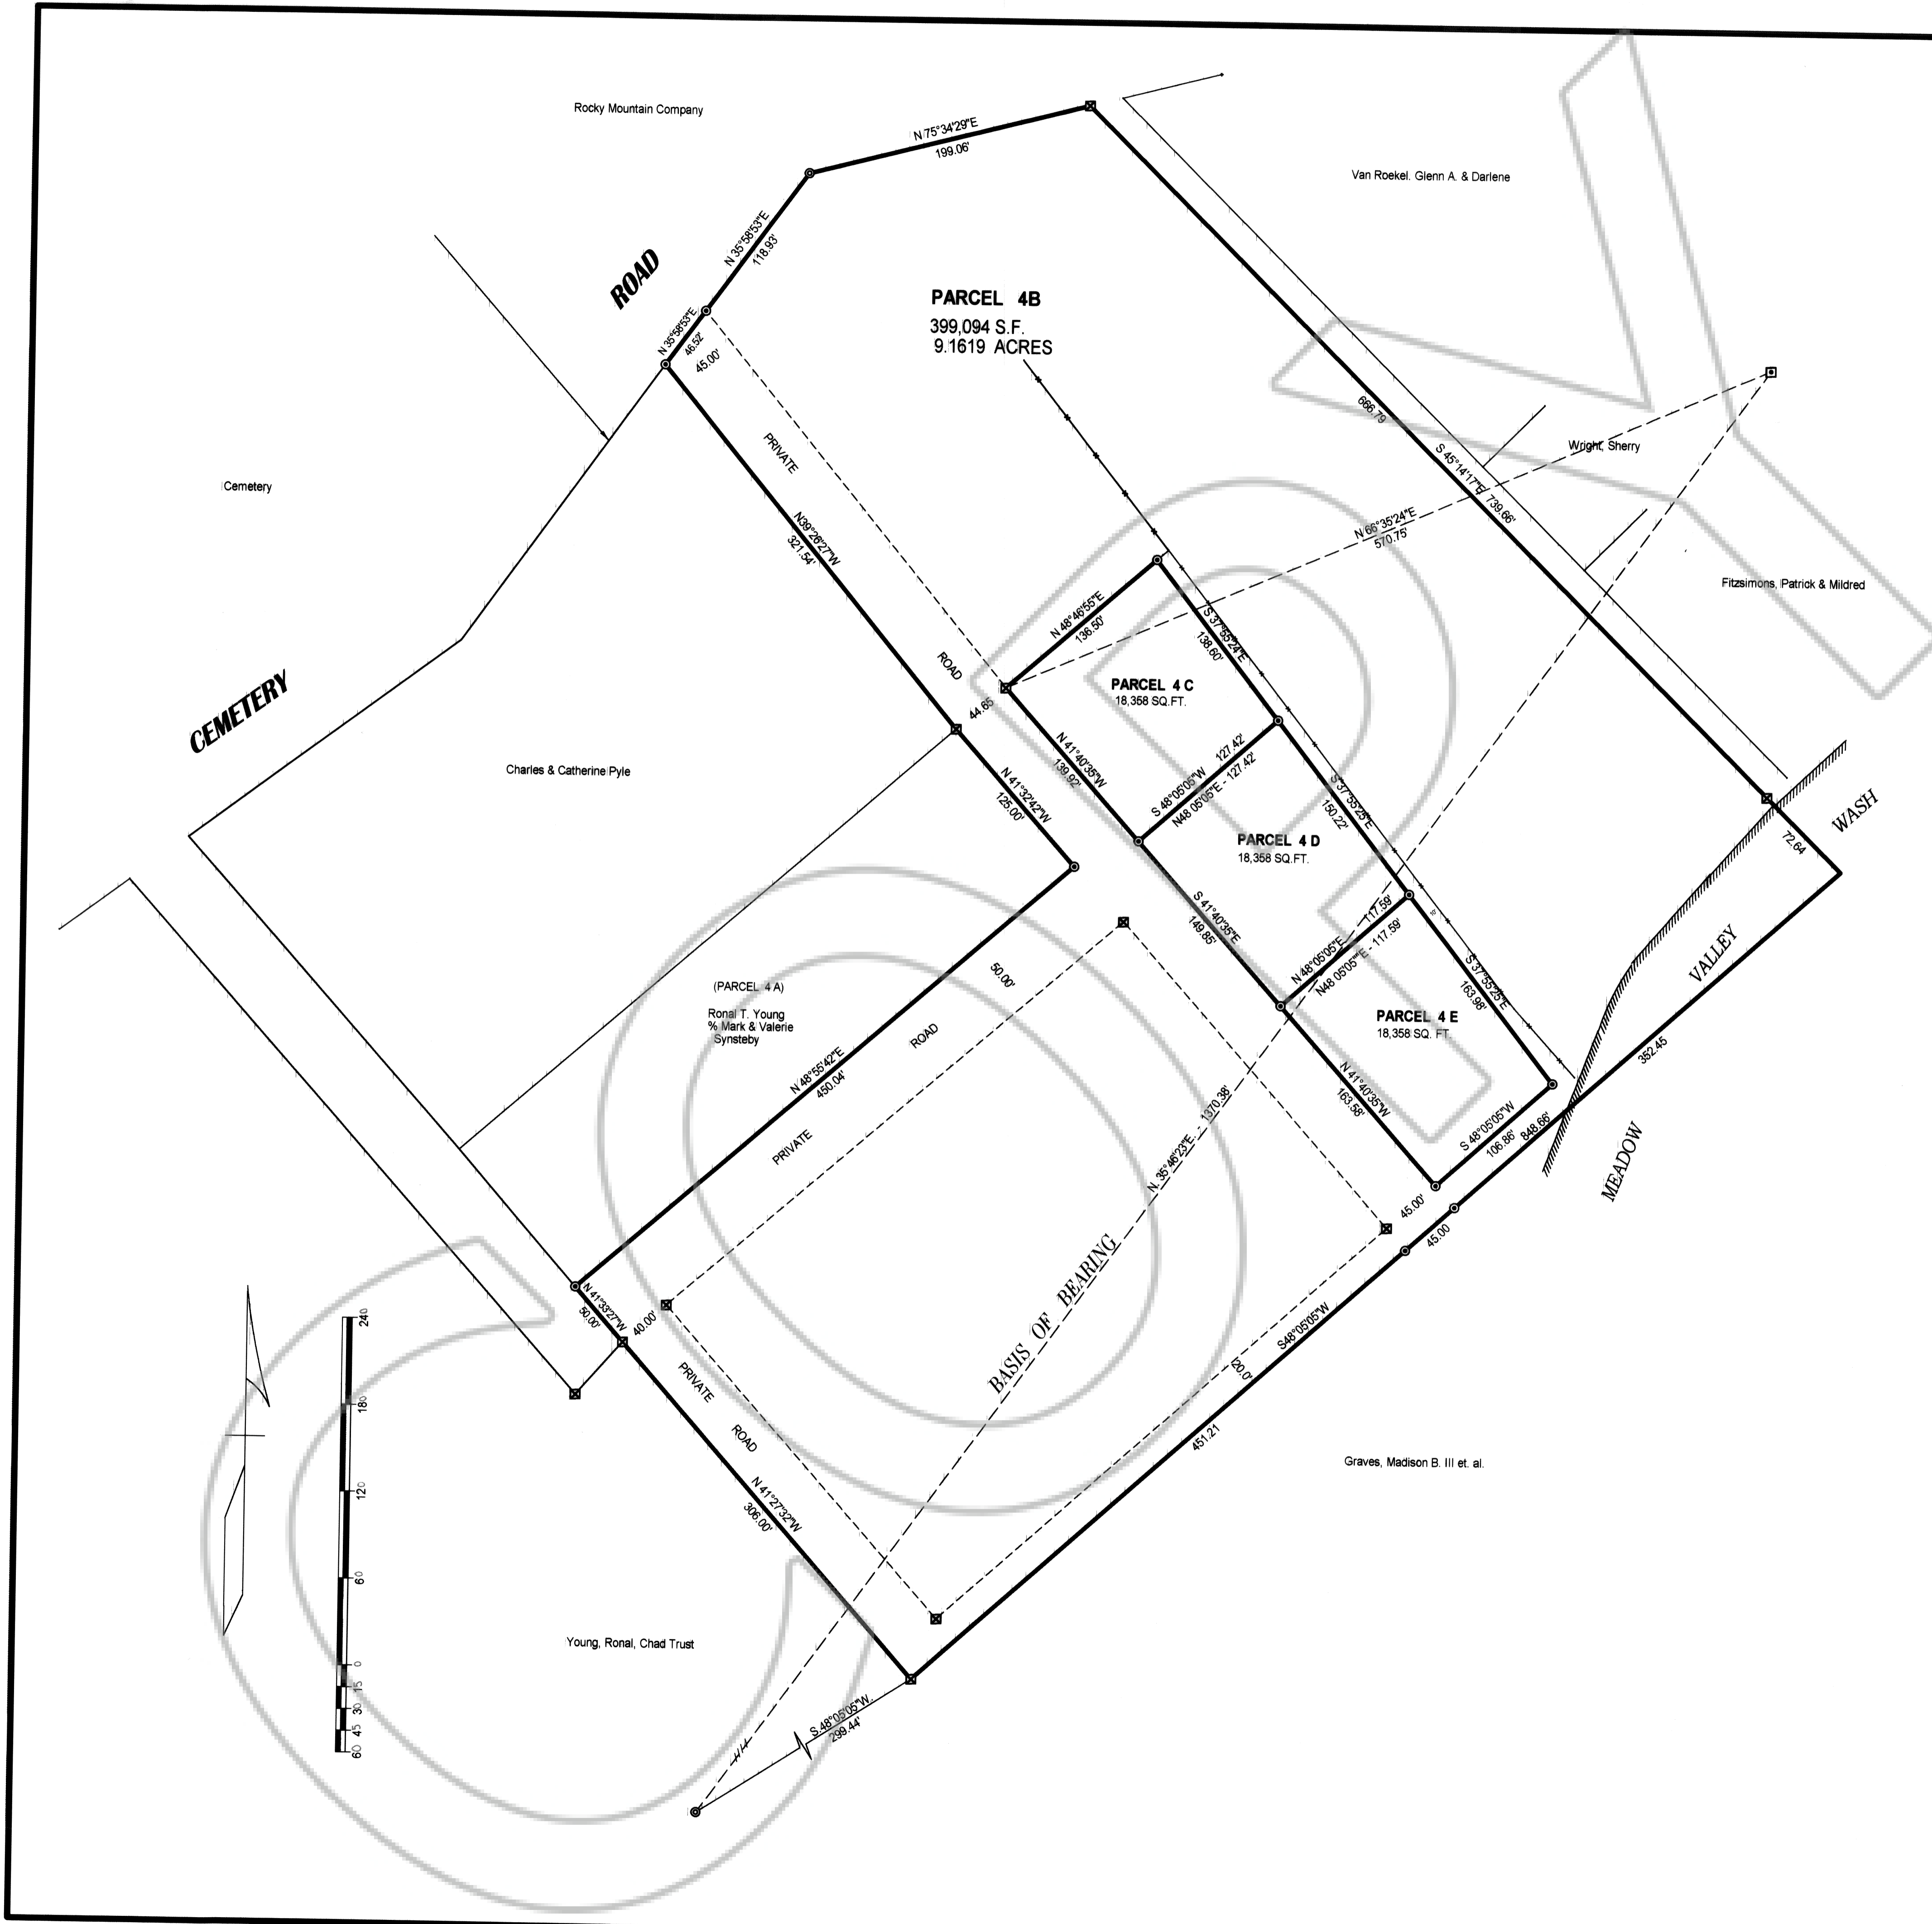 Rocky Mountain Company
N 75°34'29"E
199.06'
Van Roekel. Glenn A. & Darlene
N 35°58'53"E
118.93'
ROAD
PARCEL 4B
399,094 S.F.
9.1619 ACRES
N 35°58'53"E
46.52'
45.00'
666.79
S 45°14'17"E/ 739.66'
Wright, Sherry
PRIVATE
ROAD
Cemetery
N39°26'27"W
321.54'
N 66°35'24"E
570.75'
Fitzsimons, Patrick & Mildred
N 48°46'55"E
136.50'
S 37°55'24"E
138.60'
CEMETERY
44.65'
PARCEL 4 C
18,358 SQ.FT.
Charles & Catherine Pyle
N 41°40'35"W
139.92'
N 41°32'42"W
125.00'
S 48°05'05"W 127.42'
N48 05'05"E - 127.42'
S 37°55'25"E
150.22'
PARCEL 4 D
18,358 SQ.FT.
WASH
72.64
S 41°40'35"E
149.85'
N 48°05'05"E 117.59'
N48 05'05"E - 117.59'
VALLEY
S 37°55'25"E
163.98'
(PARCEL 4 A)
Ronal T. Young
% Mark & Valerie
Synsteby
50.00'
ROAD
PARCEL 4 E
18,358 SQ. FT.
352.45
N 48°55'42"E
450.04'
N 41°40'35"W
163.58'
PRIVATE
S 48°05'05"W
106.86'
848.66'
MEADOW
N. 35°46'23"E. - 1370.38'
45.00'
45.00
BASIS OF BEARING
N 41°33'27"W
50.00'
40.00'
S48°05'05"W
20.0'
451.21
PRIVATE
ROAD
N 41°27'32"W
306.00'
Graves, Madison B. III et. al.
240
180
120
60
0
15
30
45
60
Young, Ronal, Chad Trust
S.48°05'05"W.
299.44'
COPY